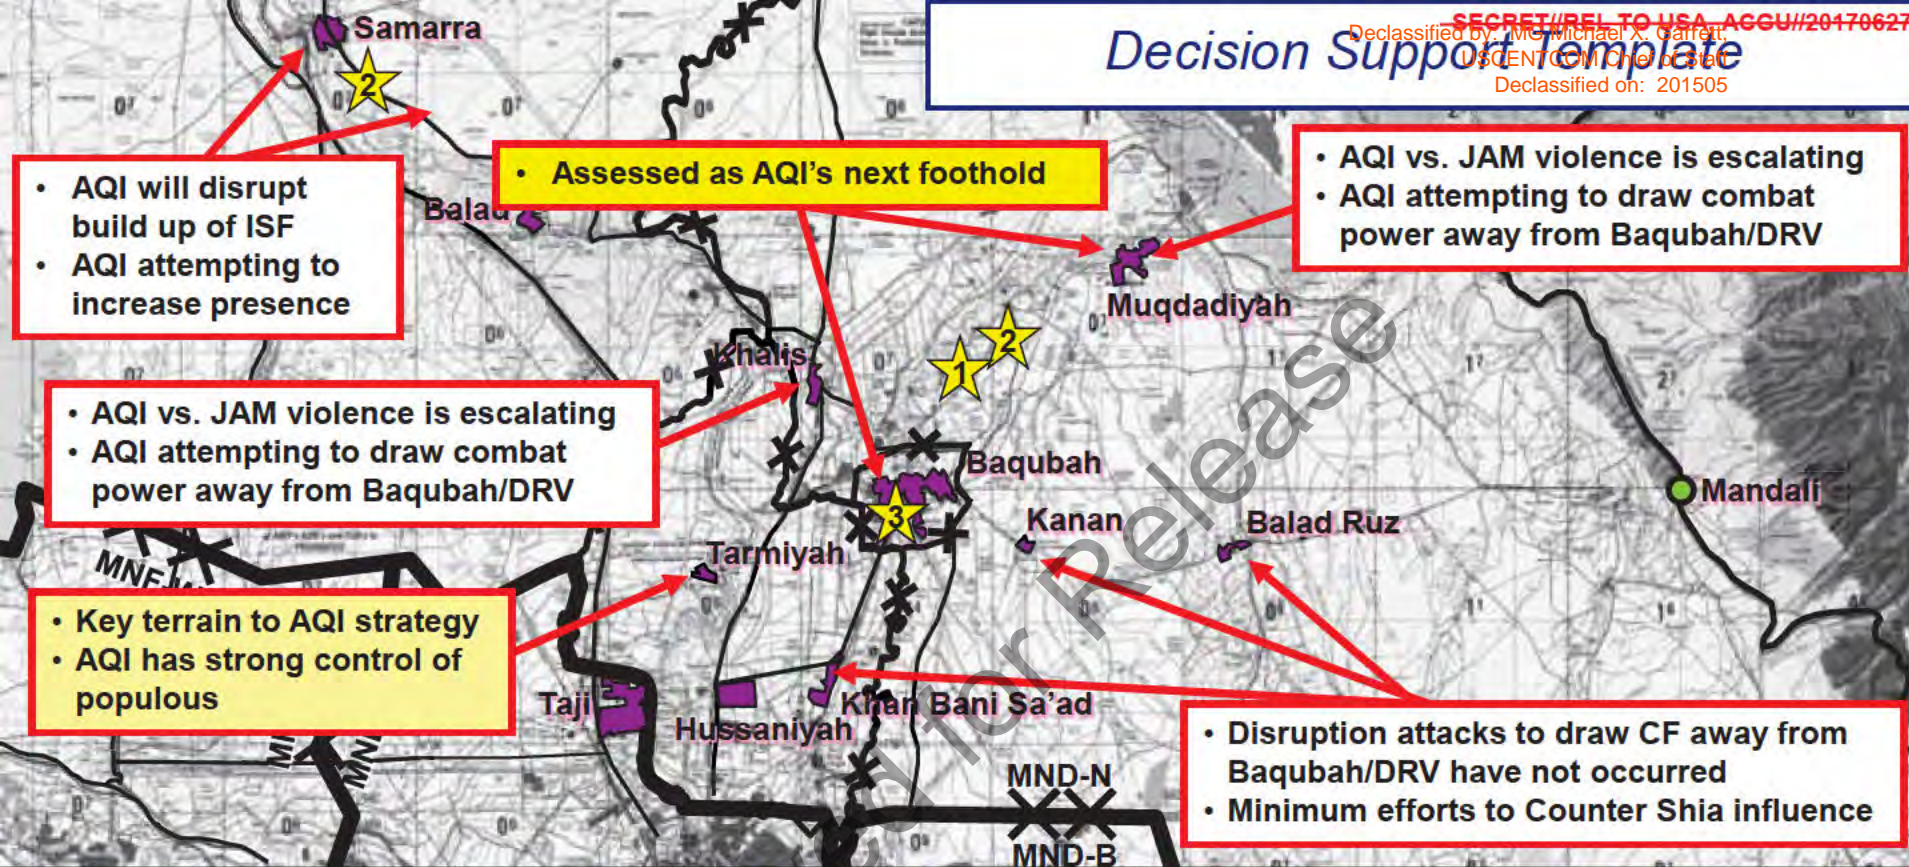 SECRET//REL TO USA, ACGU//20170627
Decision Support Template
Declassified by: MG Michael X. Garrett,
USCENTCOM Chief of Staff
Declassified on: 201505
Samarra
2
• Assessed as AQI's next foothold
• AQI vs. JAM violence is escalating
• AQI attempting to draw combat
power away from Baqubah/DRV
• AQI will disrupt
build up of ISF
• AQI attempting to
increase presence
Balad
Muqdadiyah
2
1
Khalis
• AQI vs. JAM violence is escalating
• AQI attempting to draw combat
power away from Baqubah/DRV
Baqubah
3
Kanan
Balad Ruz
Mandali
Tarmiyah
• Key terrain to AQI strategy
• AQI has strong control of
populous
Taji
Hussaniyah
Khan Bani Sa'ad
• Disruption attacks to draw CF away from
Baqubah/DRV have not occurred
• Minimum efforts to Counter Shia influence
MND-N
MND-B
for Release